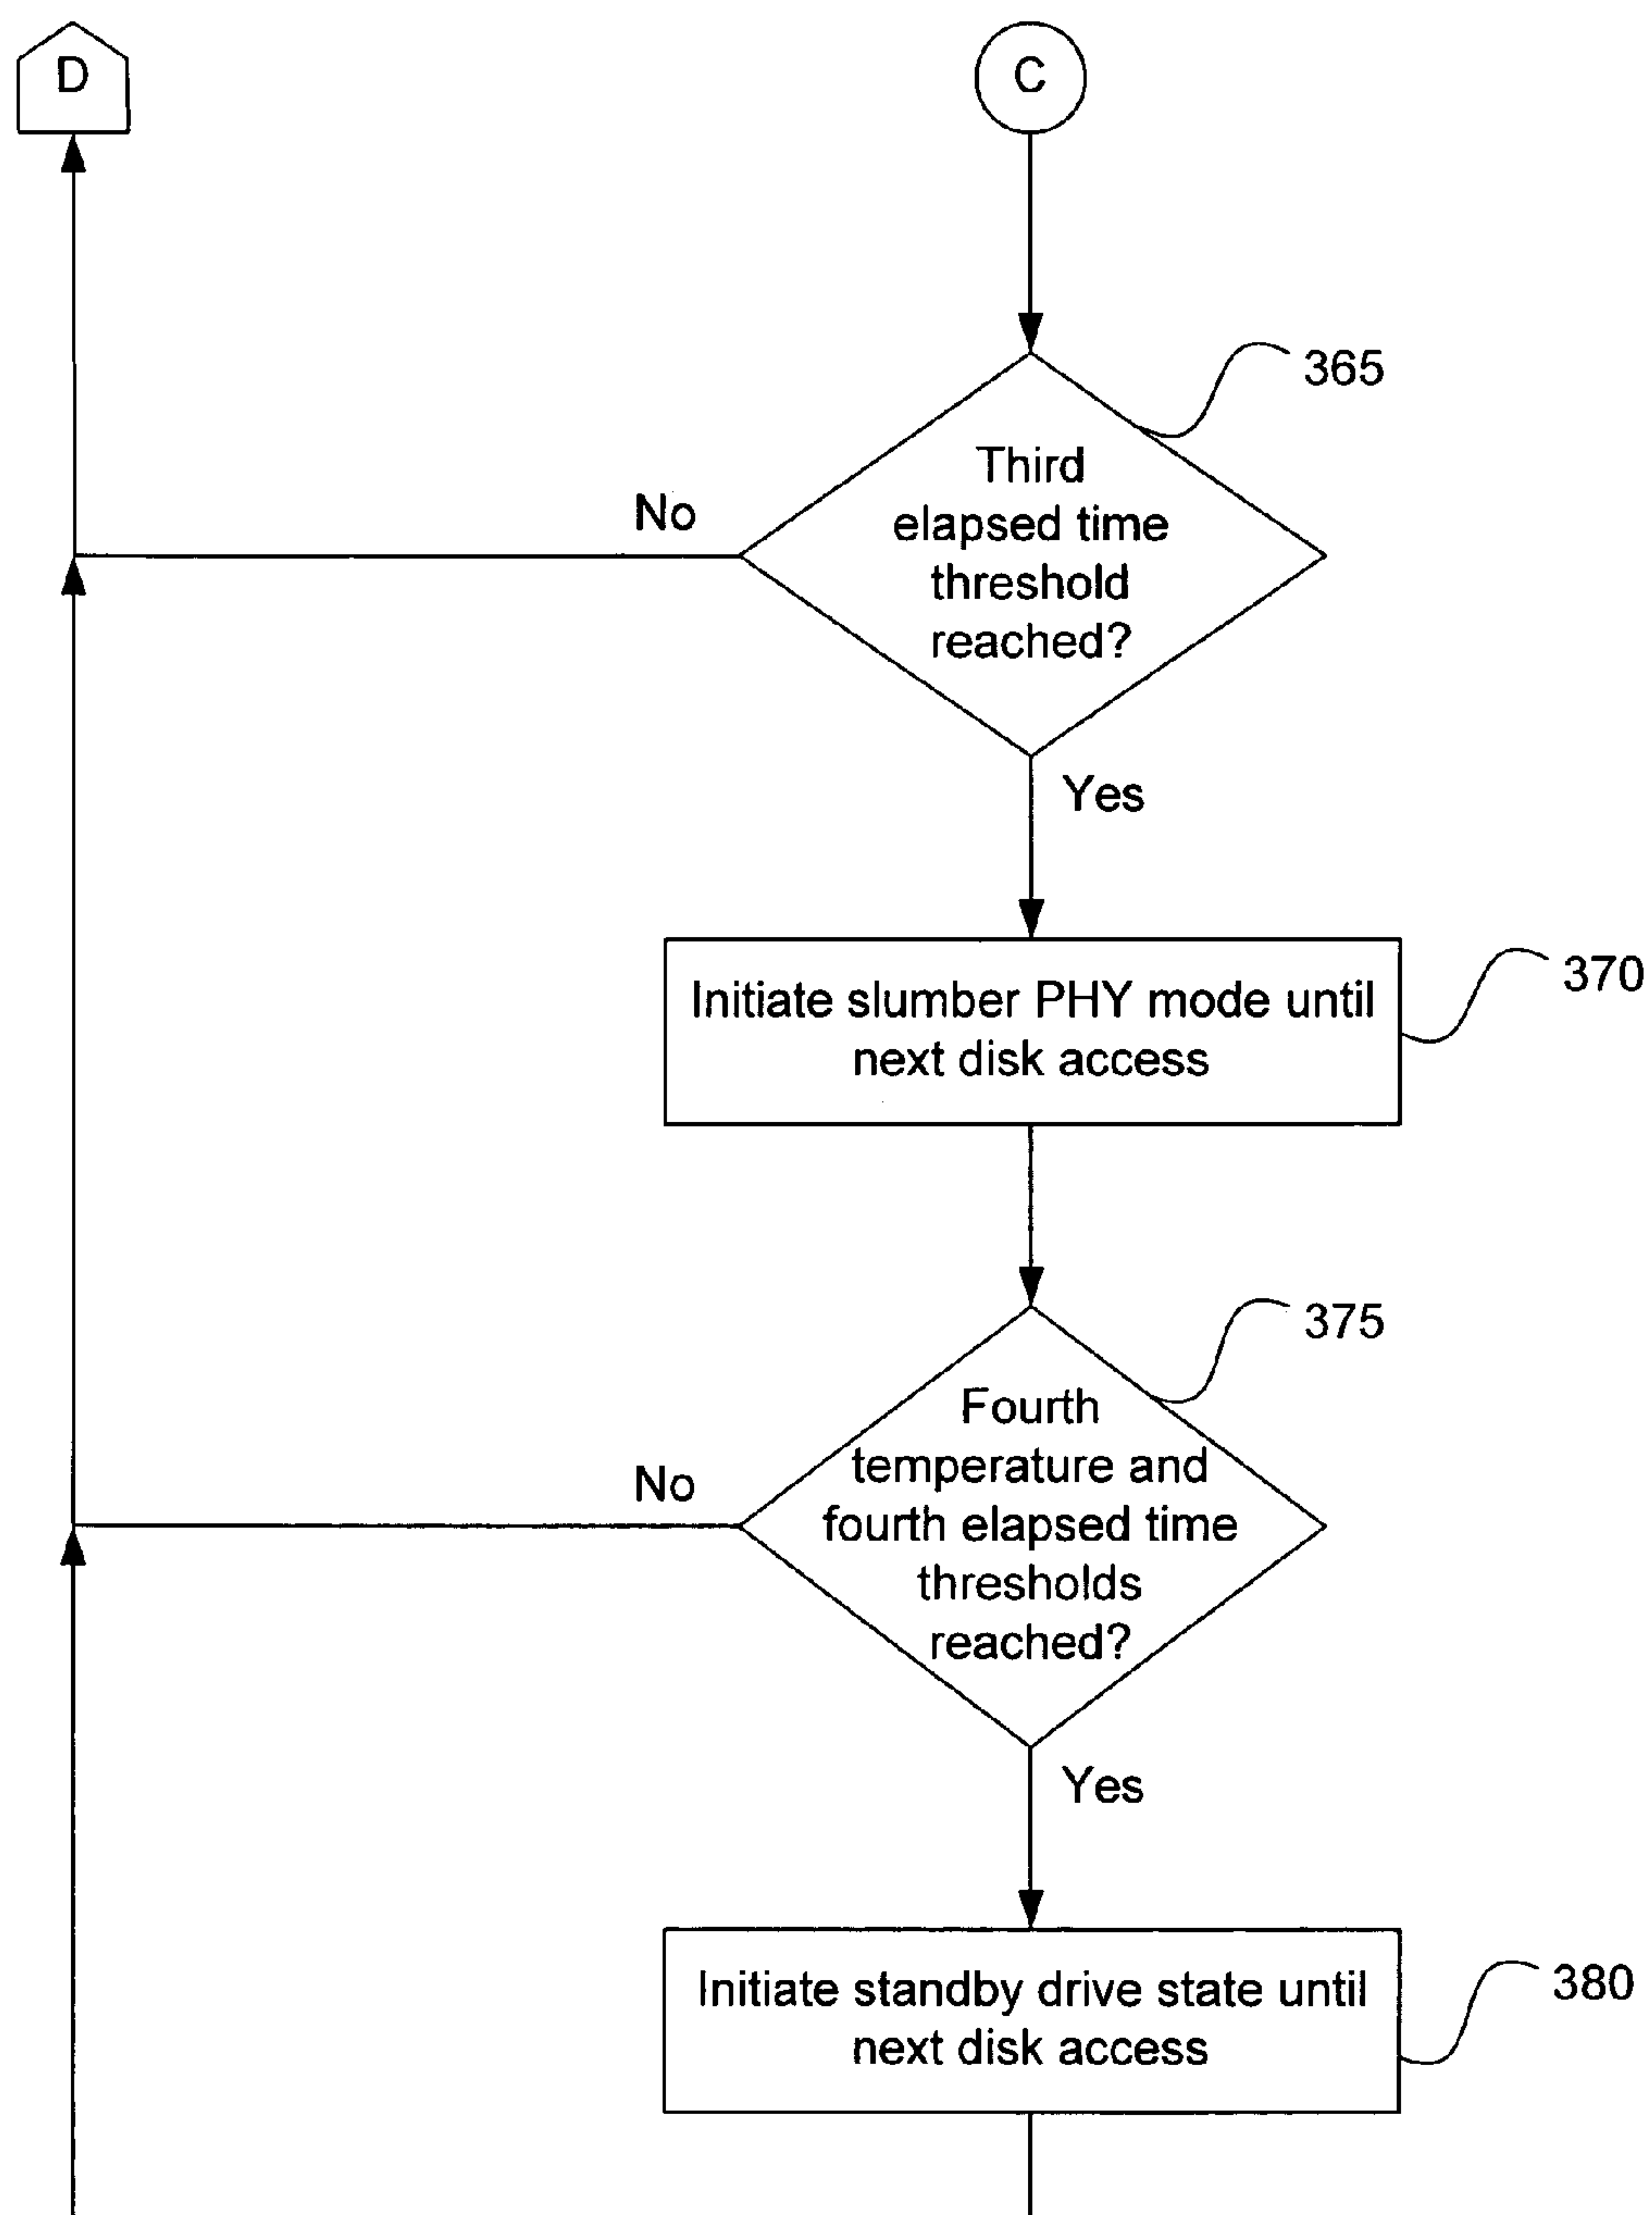 D
C
365
Third
elapsed time
threshold
reached?
No
Yes
370
Initiate slumber PHY mode until
next disk access
375
Fourth
temperature and
fourth elapsed time
thresholds
reached?
No
Yes
380
Initiate standby drive state until
next disk access